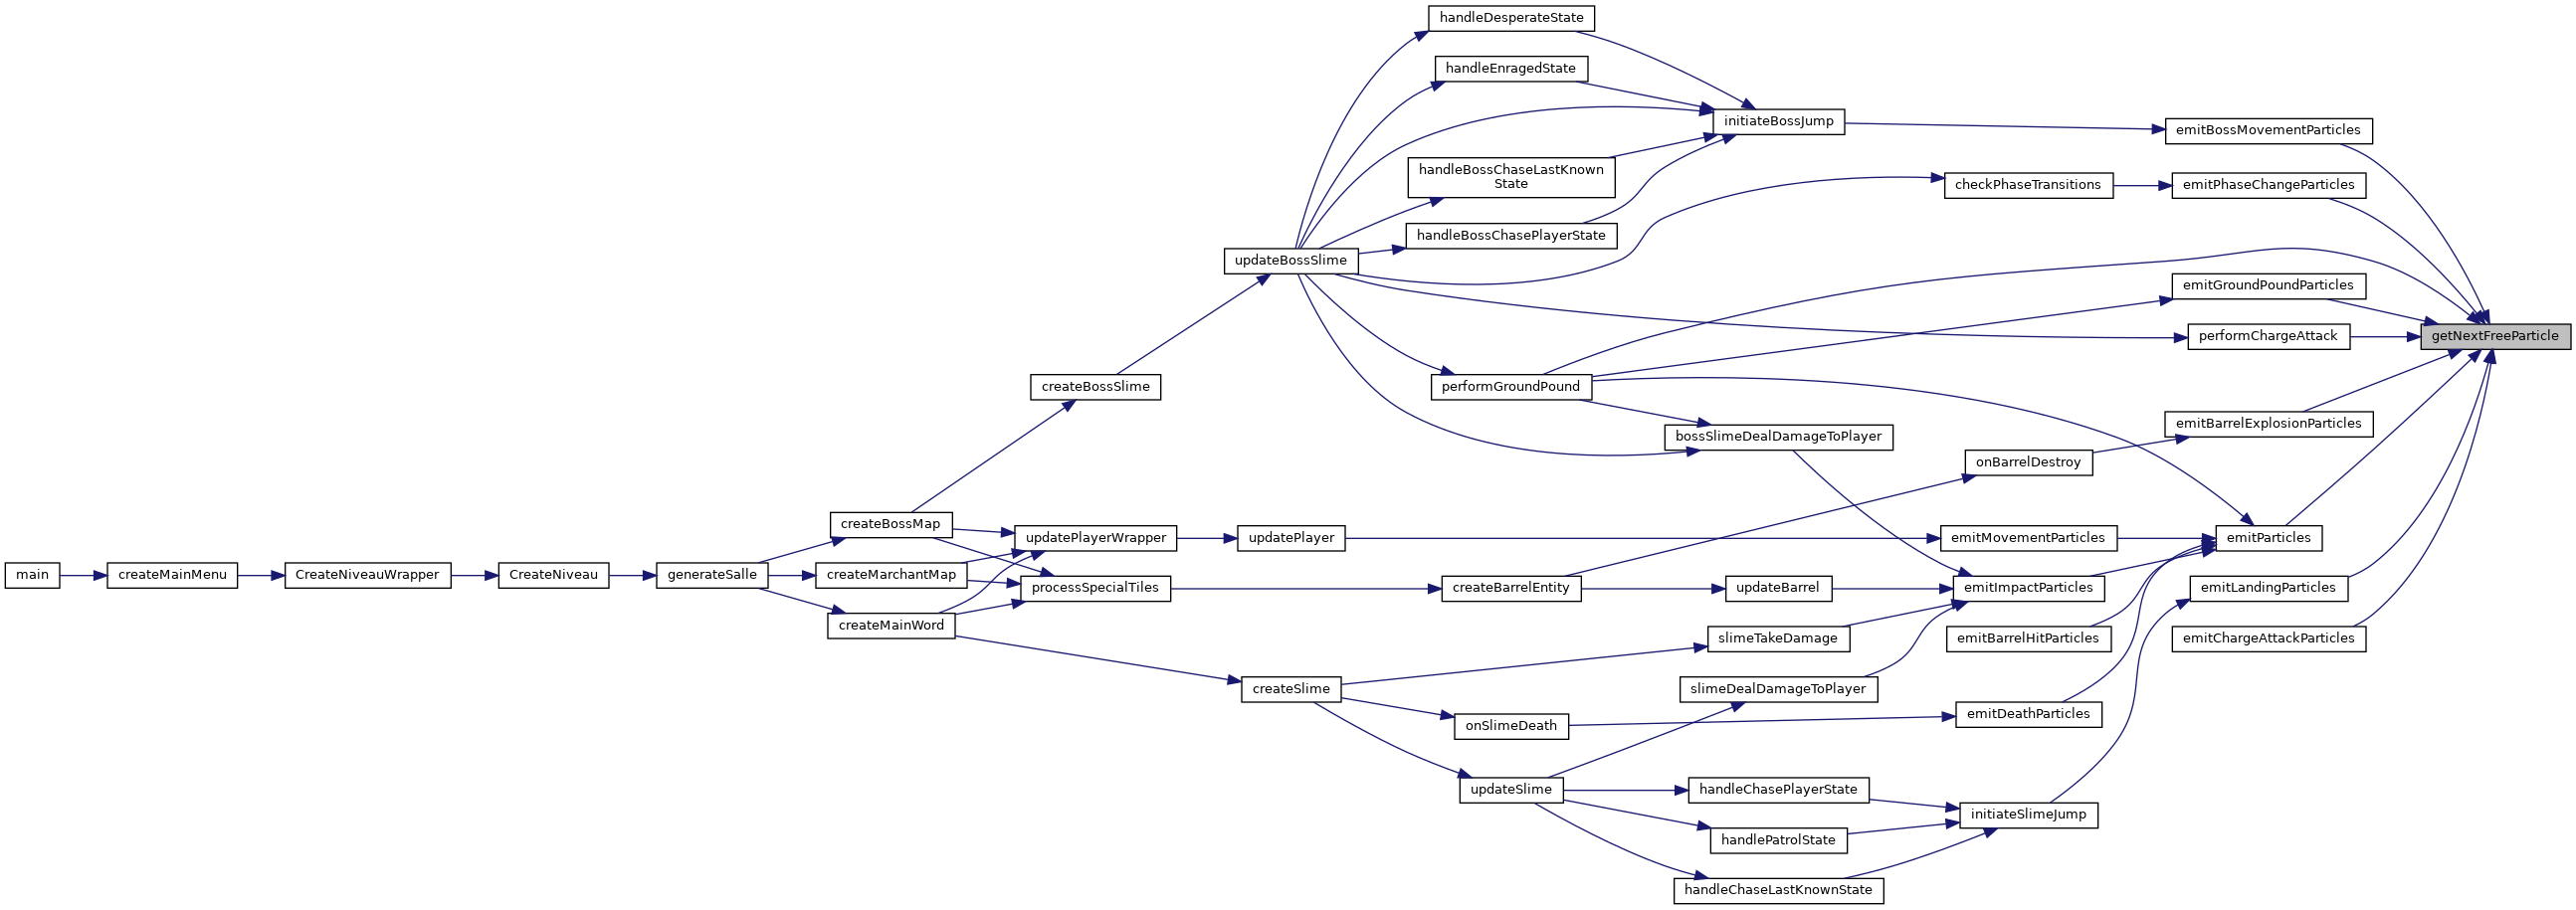 handleDesperateState
handleEnragedState
initiateBossJump
emitBossMovementParticles
handleBossChaseLastKnown
State
checkPhaseTransitions
emitPhaseChangeParticles
handleBossChasePlayerState
updateBossSlime
emitGroundPoundParticles
performChargeAttack
getNextFreeParticle
createBossSlime
performGroundPound
emitBarrelExplosionParticles
bossSlimeDealDamageToPlayer
onBarrelDestroy
createBossMap
updatePlayerWrapper
updatePlayer
emitMovementParticles
emitParticles
main
createMainMenu
CreateNiveauWrapper
CreateNiveau
generateSalle
createMarchantMap
processSpecialTiles
createBarrelEntity
updateBarrel
emitImpactParticles
emitLandingParticles
createMainWord
slimeTakeDamage
emitBarrelHitParticles
emitChargeAttackParticles
createSlime
slimeDealDamageToPlayer
onSlimeDeath
emitDeathParticles
updateSlime
handleChasePlayerState
initiateSlimeJump
handlePatrolState
handleChaseLastKnownState